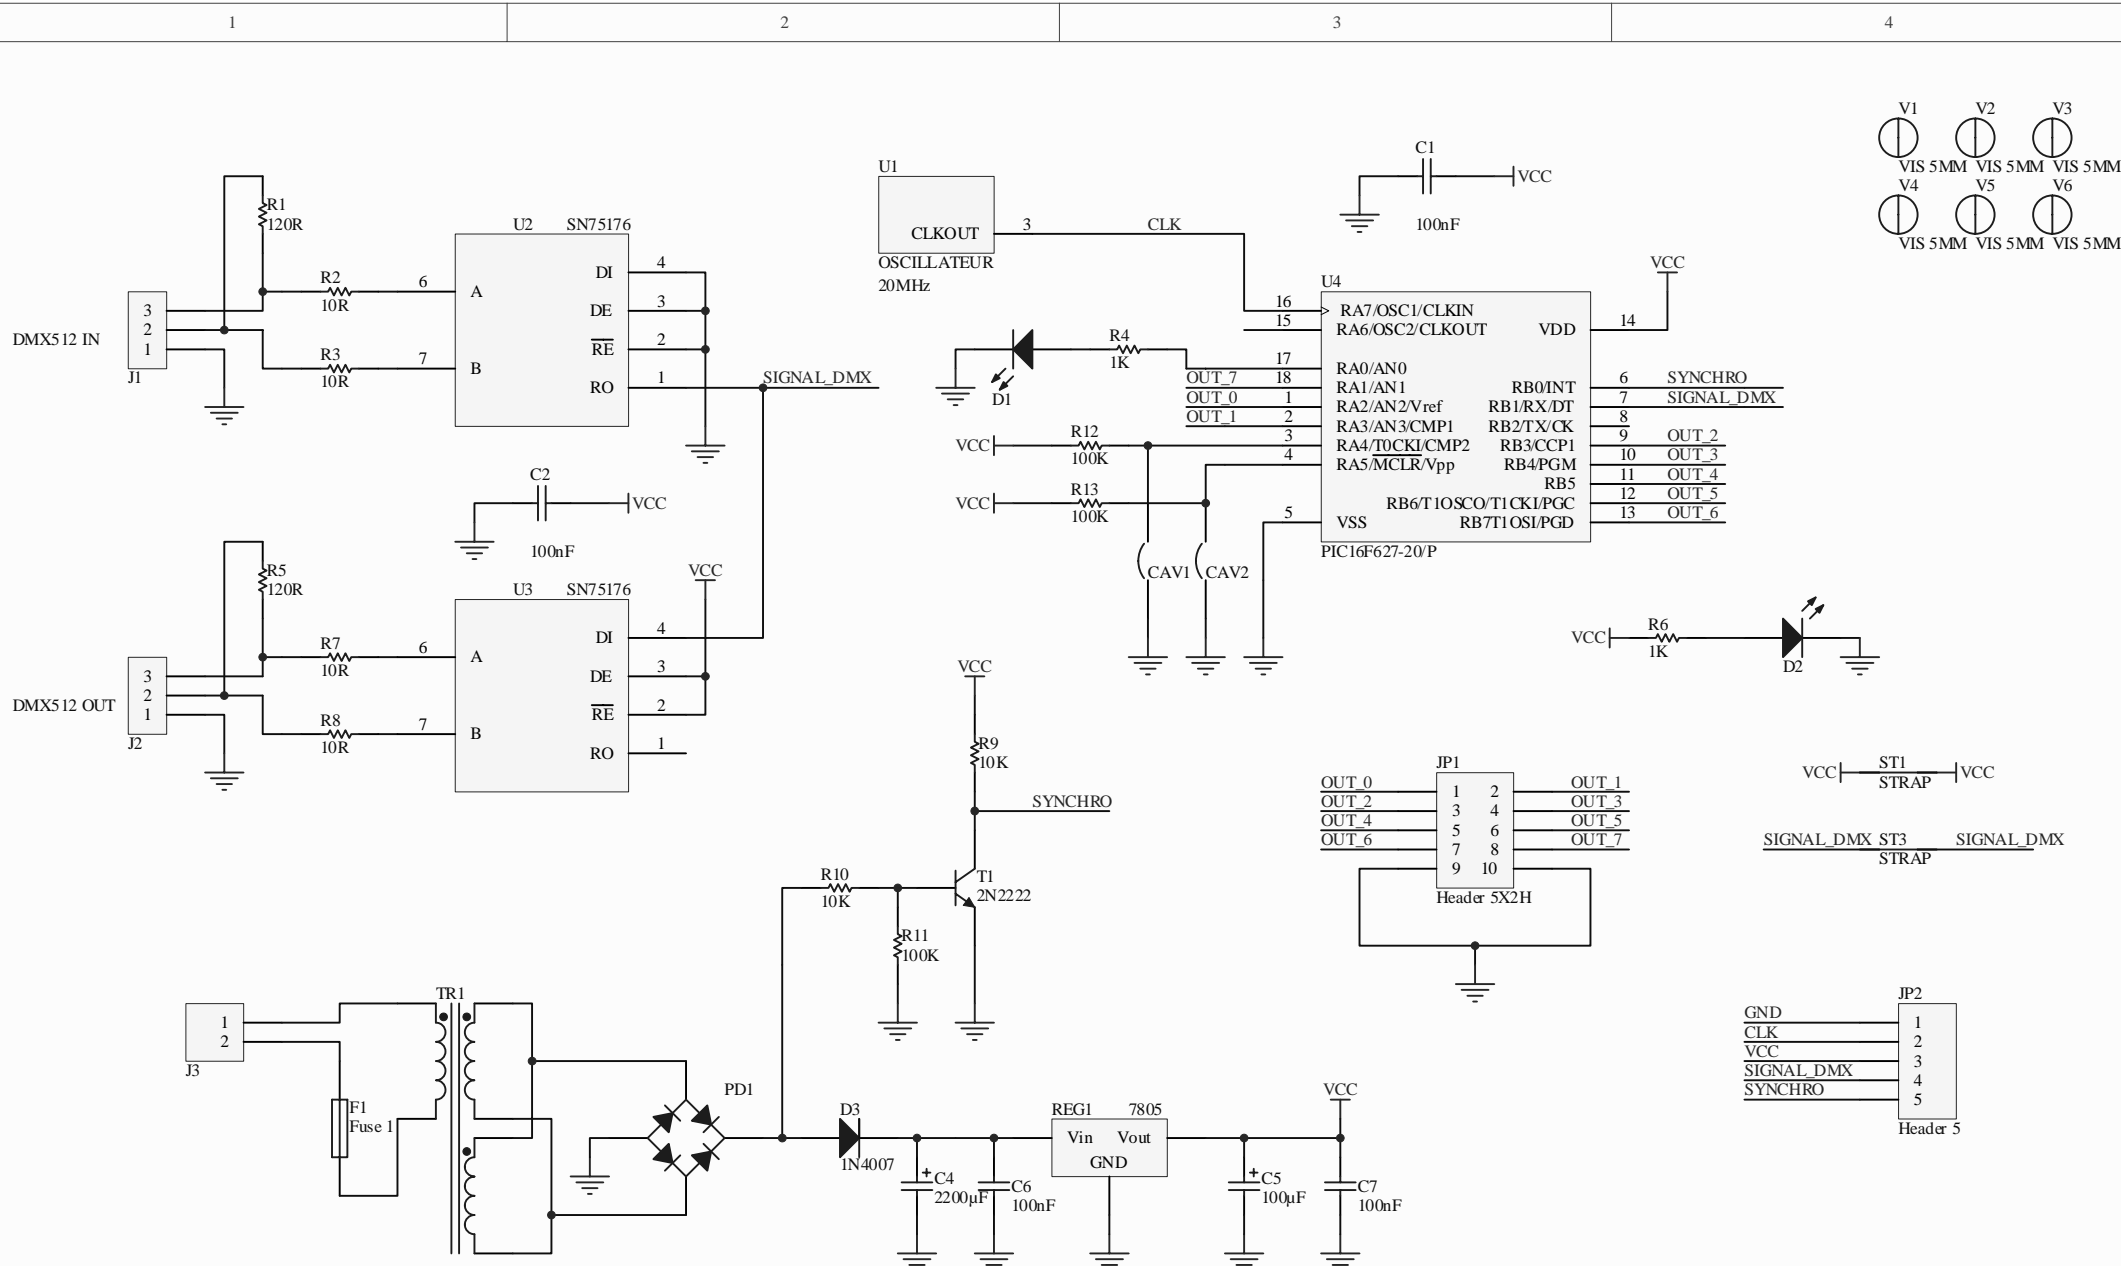 1 2 3 4
V1 V2 V3
VIS 5MM VIS 5MM VIS 5MM
V4 V5 V6
VIS 5MM VIS 5MM VIS 5MM
R1
120R
R2
10R
R3
10R
6
7
DMX512 IN
3
2
1
J1
U2 SN75176
A
B
DI
DE
RE
RO
4
3
2
1
SIGNAL_DMX
C2
VCC
100nF
R5
120R
R7
10R
R8
10R
6
7
DMX512 OUT
3
2
1
J2
U3 SN75176
A
B
DI
DE
RE
RO
4
3
2
1
VCC
U1
CLKOUT
OSCILLATEUR
20MHz
3
CLK
C1
VCC
100nF
VCC
U4
16 RA7/OSC1/CLKIN
15 RA6/OSC2/CLKOUT
17 RA0/AN0
OUT_7 18 RA1/AN1
OUT_0 1 RA2/AN2/Vref
OUT_1 2 RA3/AN3/CMP1
3 RA4/T0CKI/CMP2
4 RA5/MCLR/Vpp
5 VSS
VDD 14
RB0/INT 6 SYNCHRO
RB1/RX/DT 7 SIGNAL_DMX
RB2/TX/CK 8
RB3/CCP1 9 OUT_2
RB4/PGM 10 OUT_3
RB5 11 OUT_4
RB6/T1OSCO/T1CKI/PGC 12 OUT_5
RB7T1OSI/PGD 13 OUT_6
PIC16F627-20/P
R4
1K
D1
VCC
R12
100K
VCC
R13
100K
CAV1 CAV2
VCC
R6
1K
D2
VCC
R9
10K
SYNCHRO
R10
10K
T1
2N2222
R11
100K
JP1
OUT_0 1 2 OUT_1
OUT_2 3 4 OUT_3
OUT_4 5 6 OUT_5
OUT_6 7 8 OUT_7
9 10
Header 5X2H
VCC ST1 VCC
STRAP
SIGNAL_DMX ST3 SIGNAL_DMX
STRAP
JP2
GND 1
CLK 2
VCC 3
SIGNAL_DMX 4
SYNCHRO 5
Header 5
1
2
J3
F1
Fuse 1
TR1
PD1
D3
1N4007
+
C4
2200µF
C6
100nF
REG1 7805
Vin Vout
GND
+
C5
100µF
VCC
C7
100nF